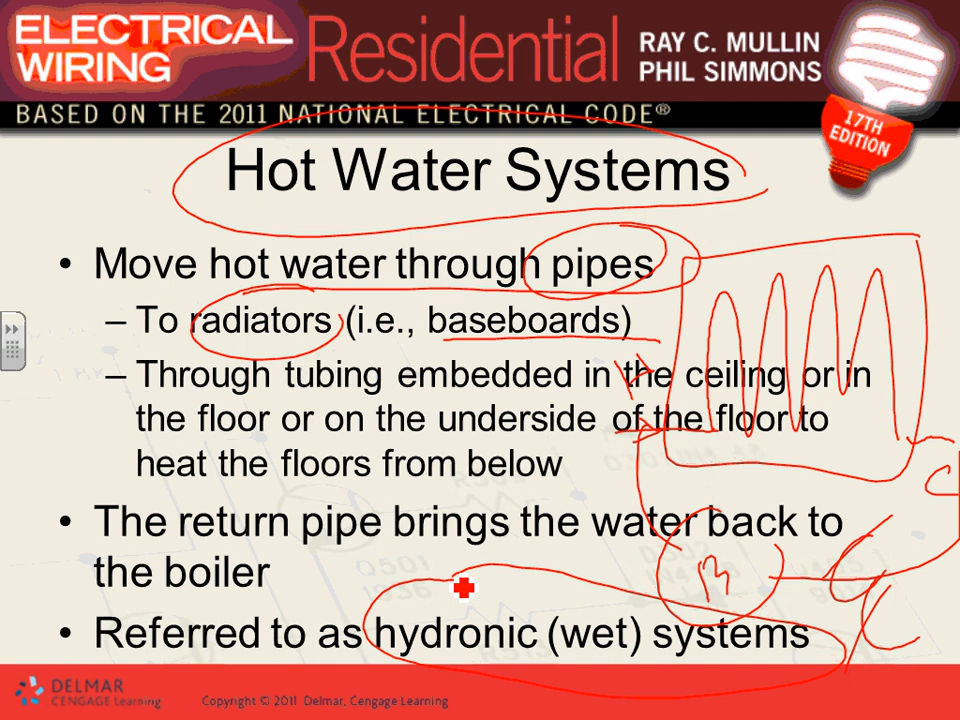 ELECTRICAL
WIRING
Residential
RAY C. MULLIN
PHIL SIMMONS
BASED ON THE 2011 NATIONAL ELECTRICAL CODE®
17TH
EDITION
Hot Water Systems
• Move hot water through pipes
– To radiators (i.e., baseboards)
– Through tubing embedded in the ceiling or in
the floor or on the underside of the floor to
heat the floors from below
• The return pipe brings the water back to
the boiler
B
• Referred to as hydronic (wet) systems
DELMAR
CENGAGE Learning
Copyright © 2011 Delmar, Cengage Learning